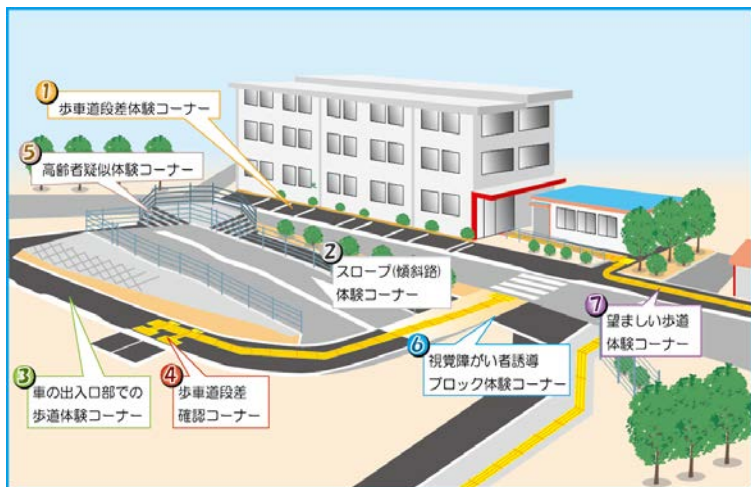 ①
歩車道段差体験コーナー
⑤
高齢者疑似体験コーナー
②
スロープ(傾斜路)
体験コーナー
⑦
望ましい歩道
体験コーナー
⑥
視覚障がい者誘導
ブロック体験コーナー
③
車の出入口部での
歩道体験コーナー
④
歩車道段差
確認コーナー